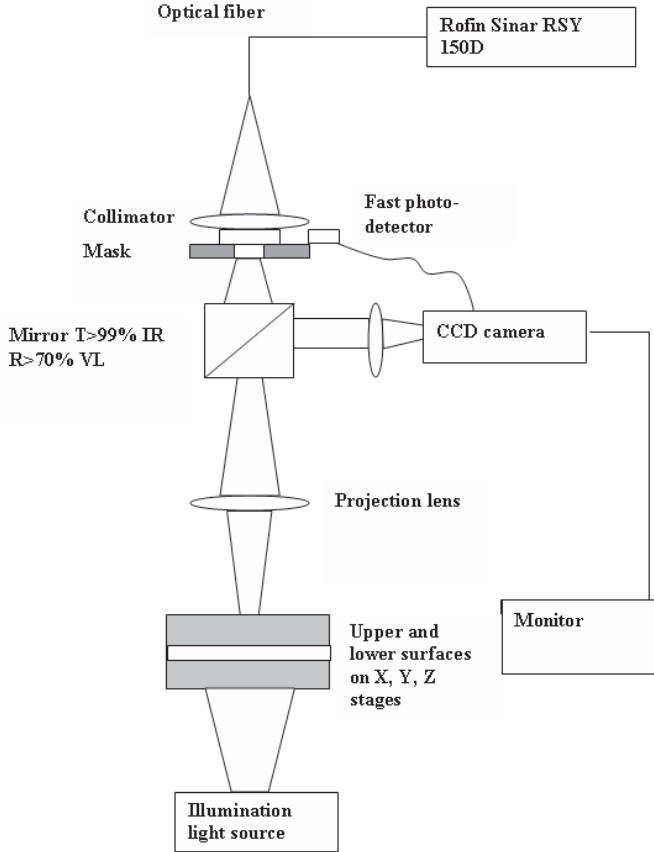 Optical fiber
Rofin Sinar RSY
150D
Collimator
Fast photo-
detector
Mask
Mirror T>99% IR
R>70% VL
CCD camera
Projection lens
Upper and
lower surfaces
on X, Y, Z
stages
Monitor
Illumination
light source